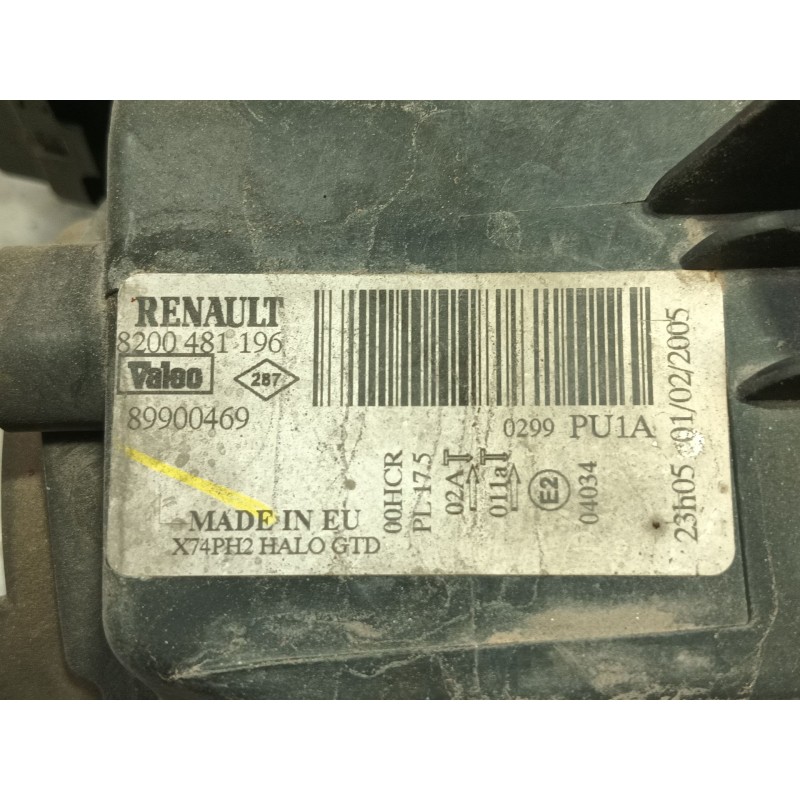 RENAULT
8200 481 196
Valeo
287
89900469
0299 PU1A
MADE IN EU
X74PH2 HALO GTD
00HCR
PL 17.5
02A
011a
E2
04034
23h05 01/02/2005